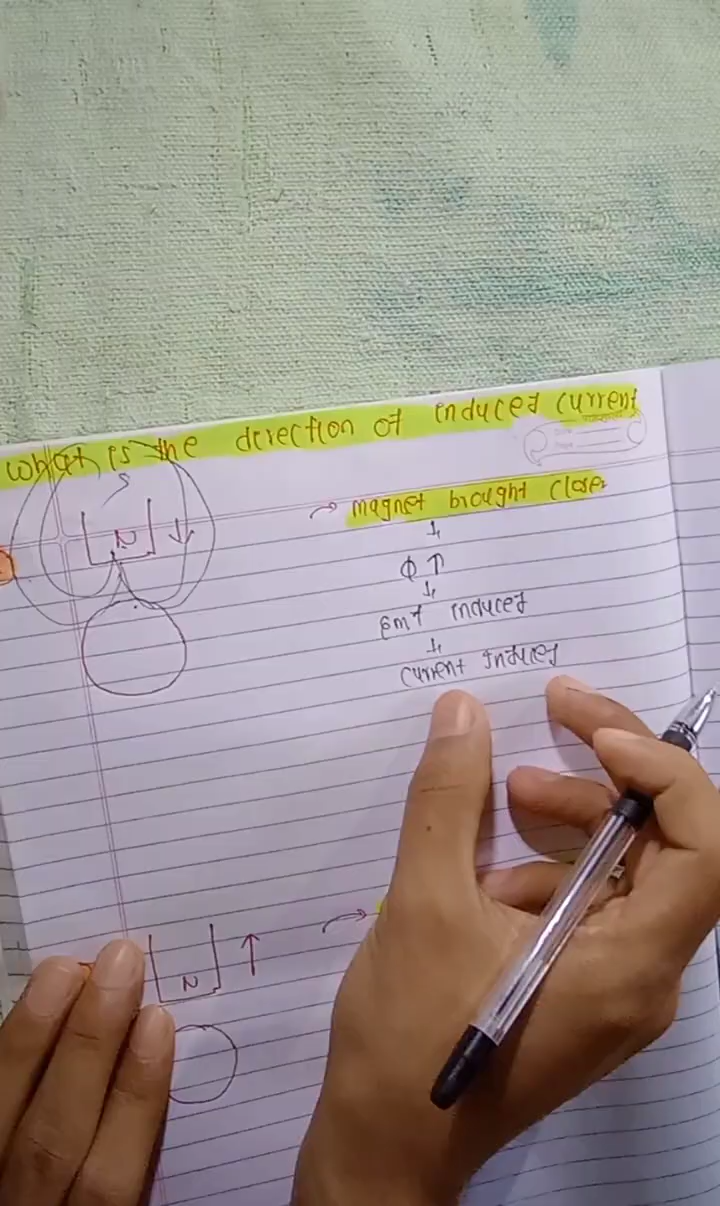 What is the direction of induced current
S
N ↓
→ magnet brought close
↓
ϕ ↑
↓
Emf induced
↓
current induced
N ↑
→